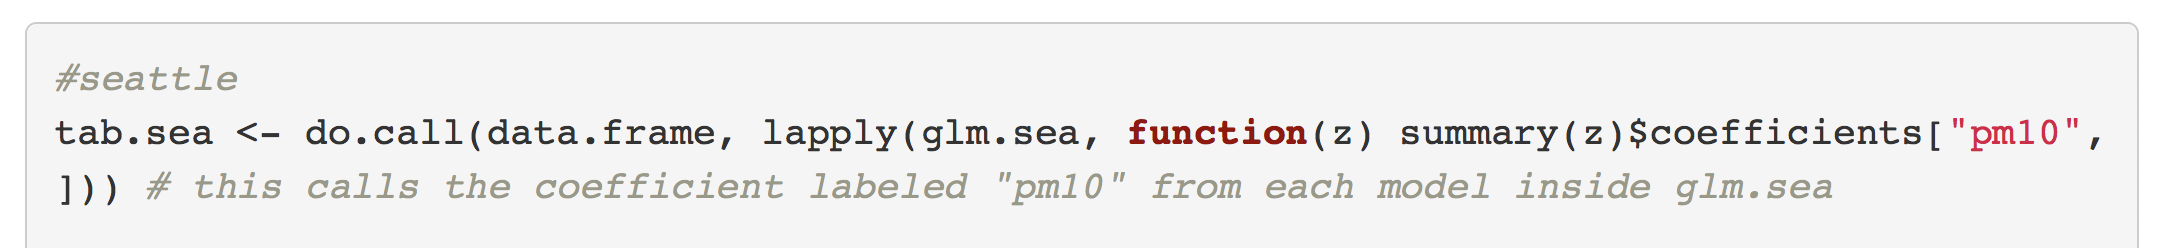 #seattle
tab.sea <- do.call(data.frame, lapply(glm.sea, function(z) summary(z)$coefficients["pm10",
])) # this calls the coefficient labeled "pm10" from each model inside glm.sea